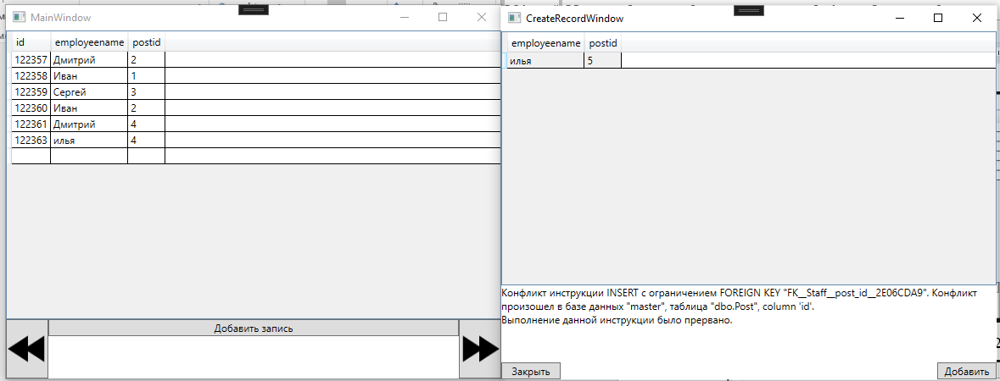 MainWindow
id employeename postid
122357 Дмитрий 2
122358 Иван 1
122359 Сергей 3
122360 Иван 2
122361 Дмитрий 4
122363 илья 4
Добавить запись
CreateRecordWindow
employeename postid
илья 5
Конфликт инструкции INSERT с ограничением FOREIGN KEY "FK__Staff__post_id__2E06CDA9". Конфликт
произошел в базе данных "master", таблица "dbo.Post", column 'id'.
Выполнение данной инструкции было прервано.
Закрыть Добавить